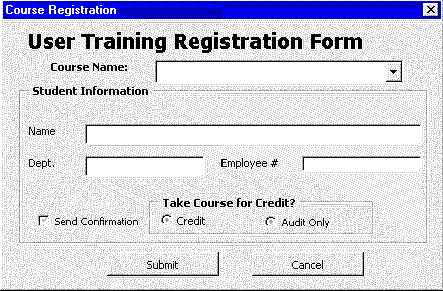 Course Registration
User Training Registration Form
Course Name:
Student Information
Name
Dept. Employee #
Take Course for Credit?
Send Confirmation Credit Audit Only
Submit Cancel